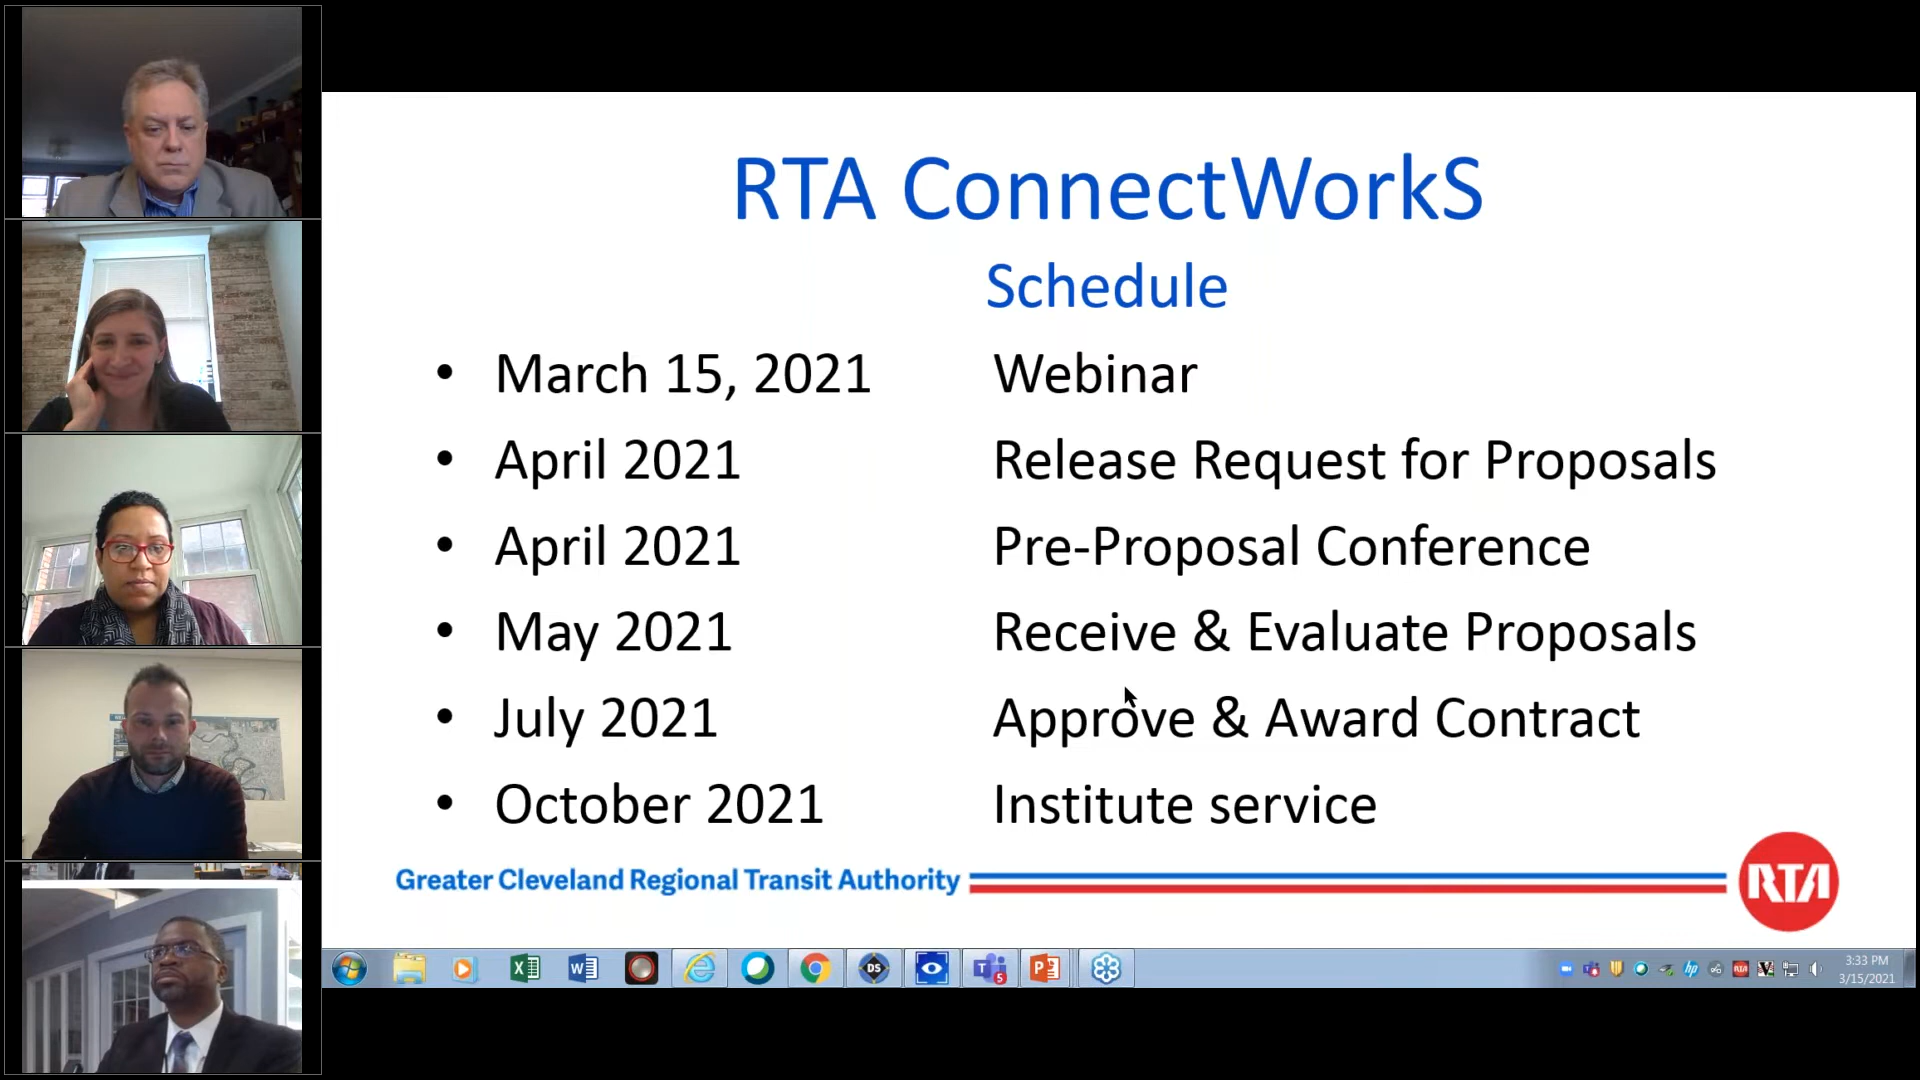 RTA ConnectWorkS
Schedule
• March 15, 2021 Webinar
• April 2021 Release Request for Proposals
• April 2021 Pre-Proposal Conference
• May 2021 Receive & Evaluate Proposals
• July 2021 Approve & Award Contract
• October 2021 Institute service
Greater Cleveland Regional Transit Authority
RTA
DS
5
3:33 PM
3/15/2021